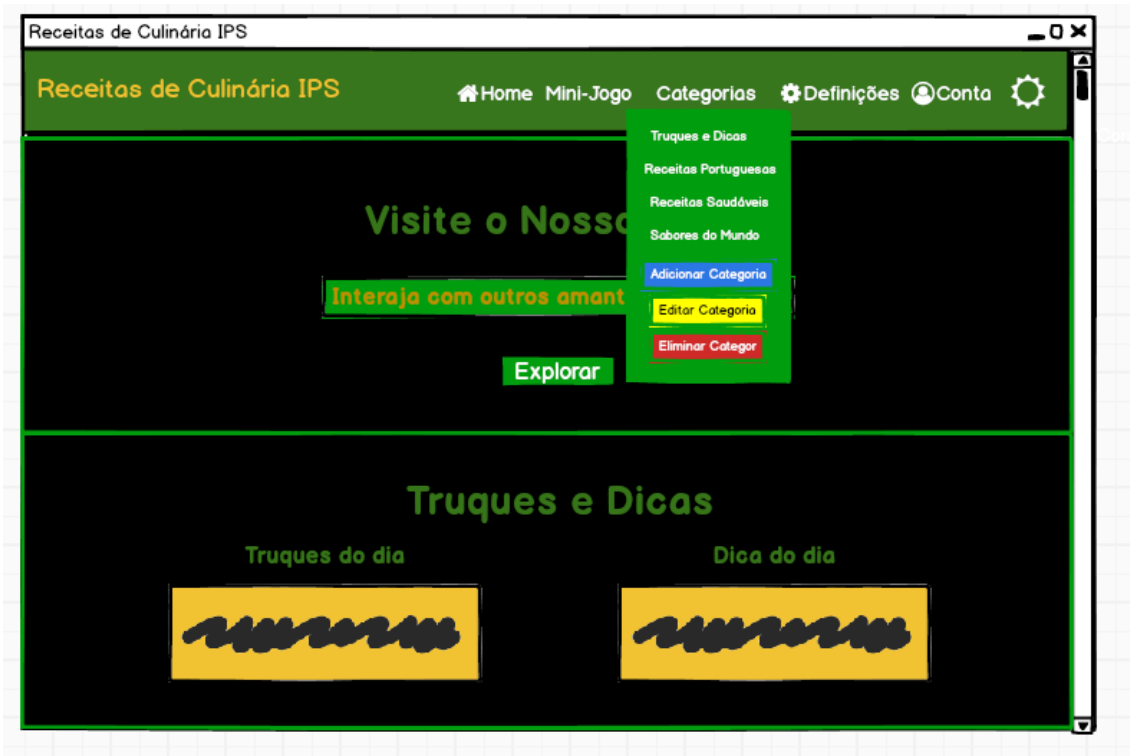 Receitas de Culinária IPS
Receitas de Culinária IPS
Home Mini-Jogo Categorias Definições Conta
Truques e Dicas
Receitas Portuguesas
Receitas Saudáveis
Sabores do Mundo
Adicionar Categoria
Editar Categoria
Eliminar Categor
Visite o Nosso
Interaja com outros amant
Explorar
Truques e Dicas
Truques do dia Dica do dia